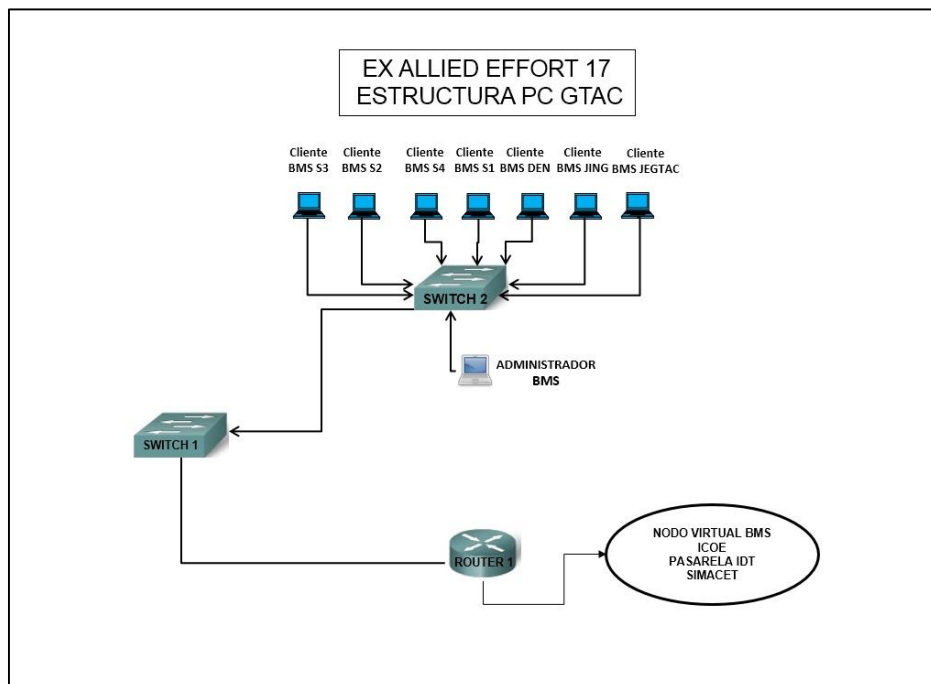 EX ALLIED EFFORT 17
ESTRUCTURA PC GTAC
Cliente
BMS S3
Cliente
BMS S2
Cliente
BMS S4
Cliente
BMS S1
Cliente
BMS DEN
Cliente
BMS JING
Cliente
BMS JEGTAC
SWITCH 2
ADMINISTRADOR
BMS
SWITCH 1
ROUTER 1
NODO VIRTUAL BMS
ICOE
PASARELA IDT
SIMACET